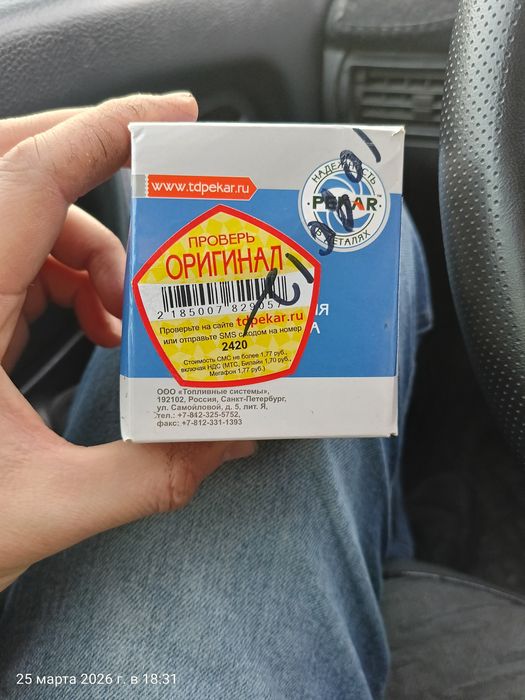 www.tdpekar.ru
НАДЕЖНОСТЬ
PEKAR
В ДЕТАЛЯХ
ПРОВЕРЬ
ОРИГИНАЛ
2 185007 829057
Проверьте на сайте tdpekar.ru
или отправьте SMS с кодом на номер
2420
Стоимость СМС не более 1,77 руб.,
включая НДС (МТС, Билайн 1,70 руб.,
Мегафон 1,77 руб.)
ООО «Топливные системы»,
192102, Россия, Санкт-Петербург,
ул. Самойловой, д. 5, лит. Я,
тел.: +7-812-325-5752,
факс: +7-812-331-1393
25 марта 2026 г. в 18:31